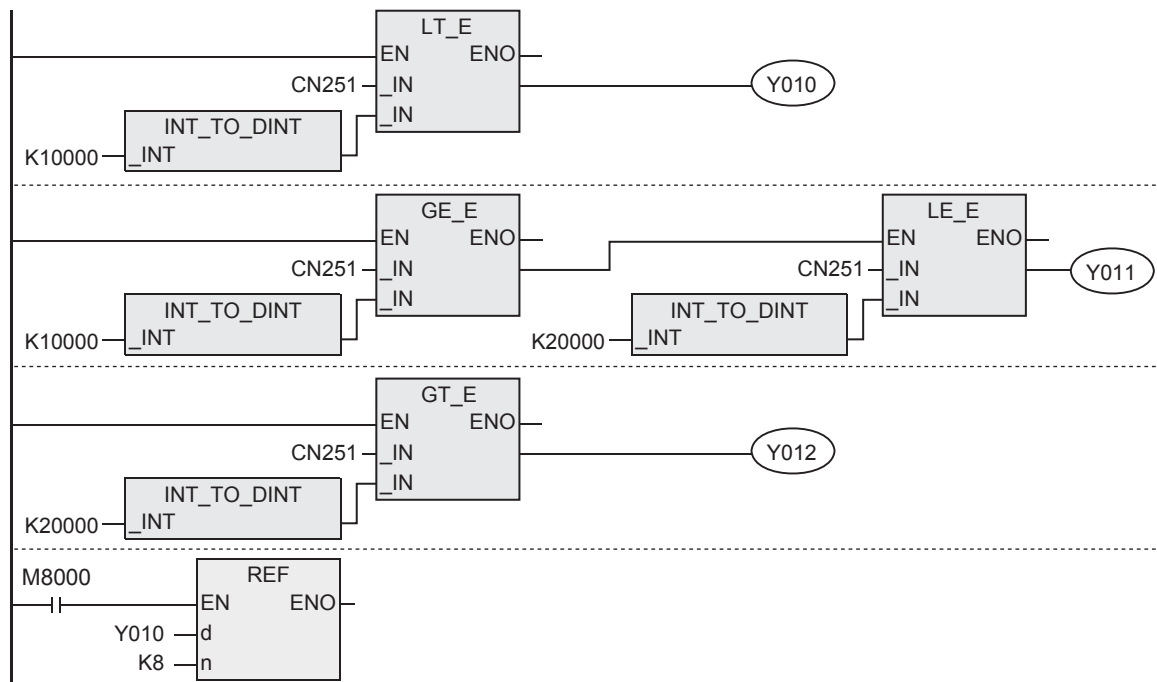 LT_E
EN ENO
CN251 _IN
_IN
Y010
INT_TO_DINT
K10000 _INT
GE_E
EN ENO
CN251 _IN
_IN
INT_TO_DINT
K10000 _INT
LE_E
EN ENO
CN251 _IN
_IN
Y011
INT_TO_DINT
K20000 _INT
GT_E
EN ENO
CN251 _IN
_IN
Y012
INT_TO_DINT
K20000 _INT
M8000
REF
EN ENO
Y010 d
K8 n